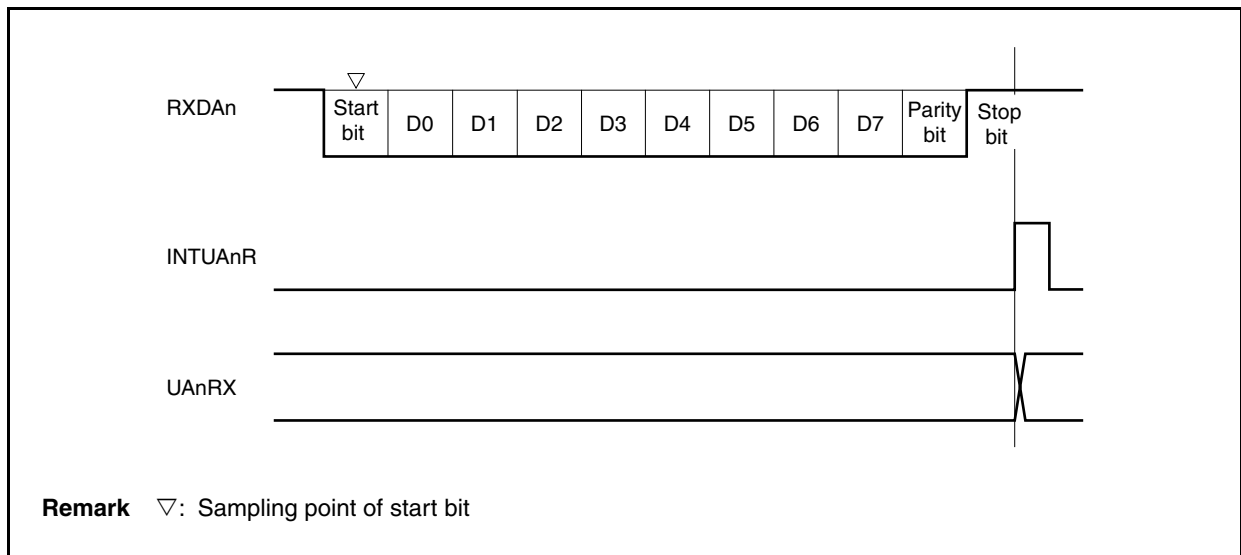 RXDAn
Start bit
D0
D1
D2
D3
D4
D5
D6
D7
Parity bit
Stop bit
INTUAnR
UAnRX
Remark ▽: Sampling point of start bit